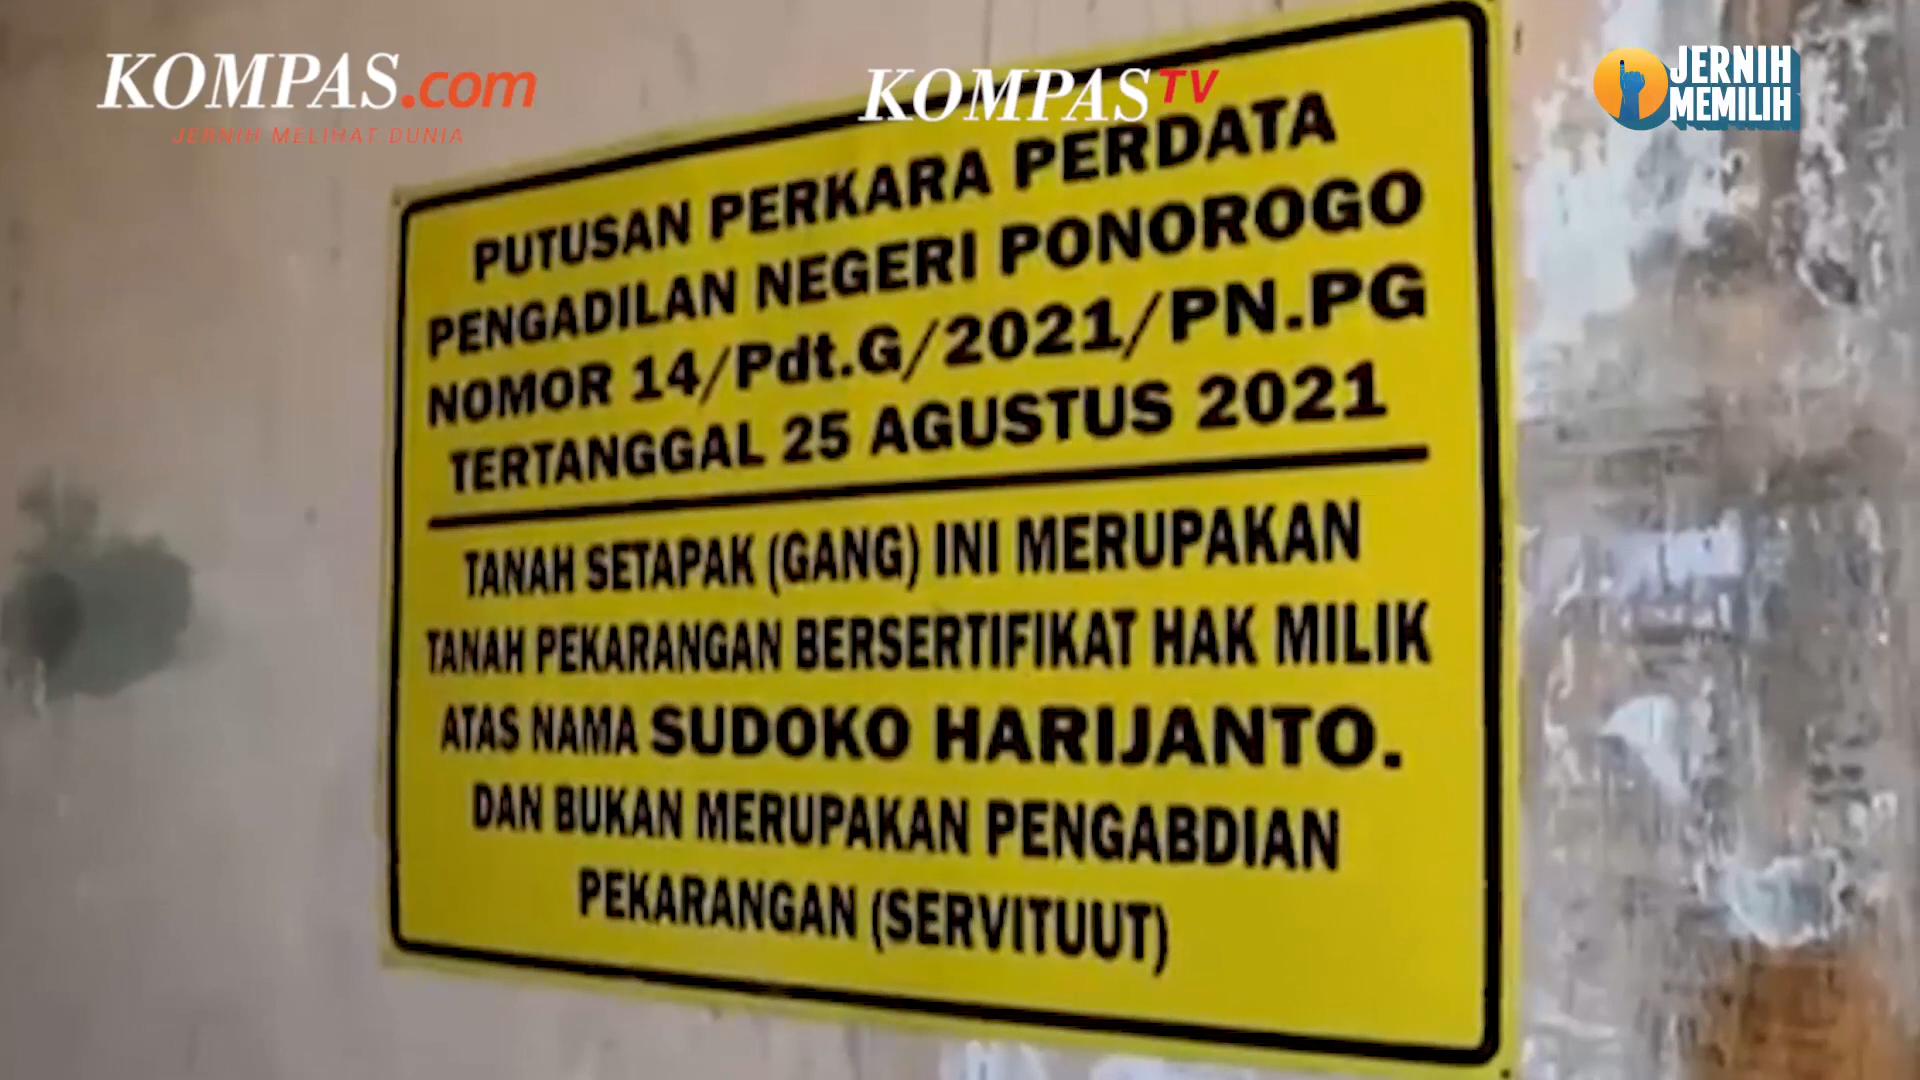 KOMPAS.com
JERNIH MELIHAT DUNIA
KOMPAS TV
JERNIH
MEMILIH
PUTUSAN PERKARA PERDATA
PENGADILAN NEGERI PONOROGO
NOMOR 14/Pdt.G/2021/PN.PG
TERTANGGAL 25 AGUSTUS 2021
TANAH SETAPAK (GANG) INI MERUPAKAN
TANAH PEKARANGAN BERSERTIFIKAT HAK MILIK
ATAS NAMA SUDOKO HARIJANTO.
DAN BUKAN MERUPAKAN PENGABDIAN
PEKARANGAN (SERVITUUT)